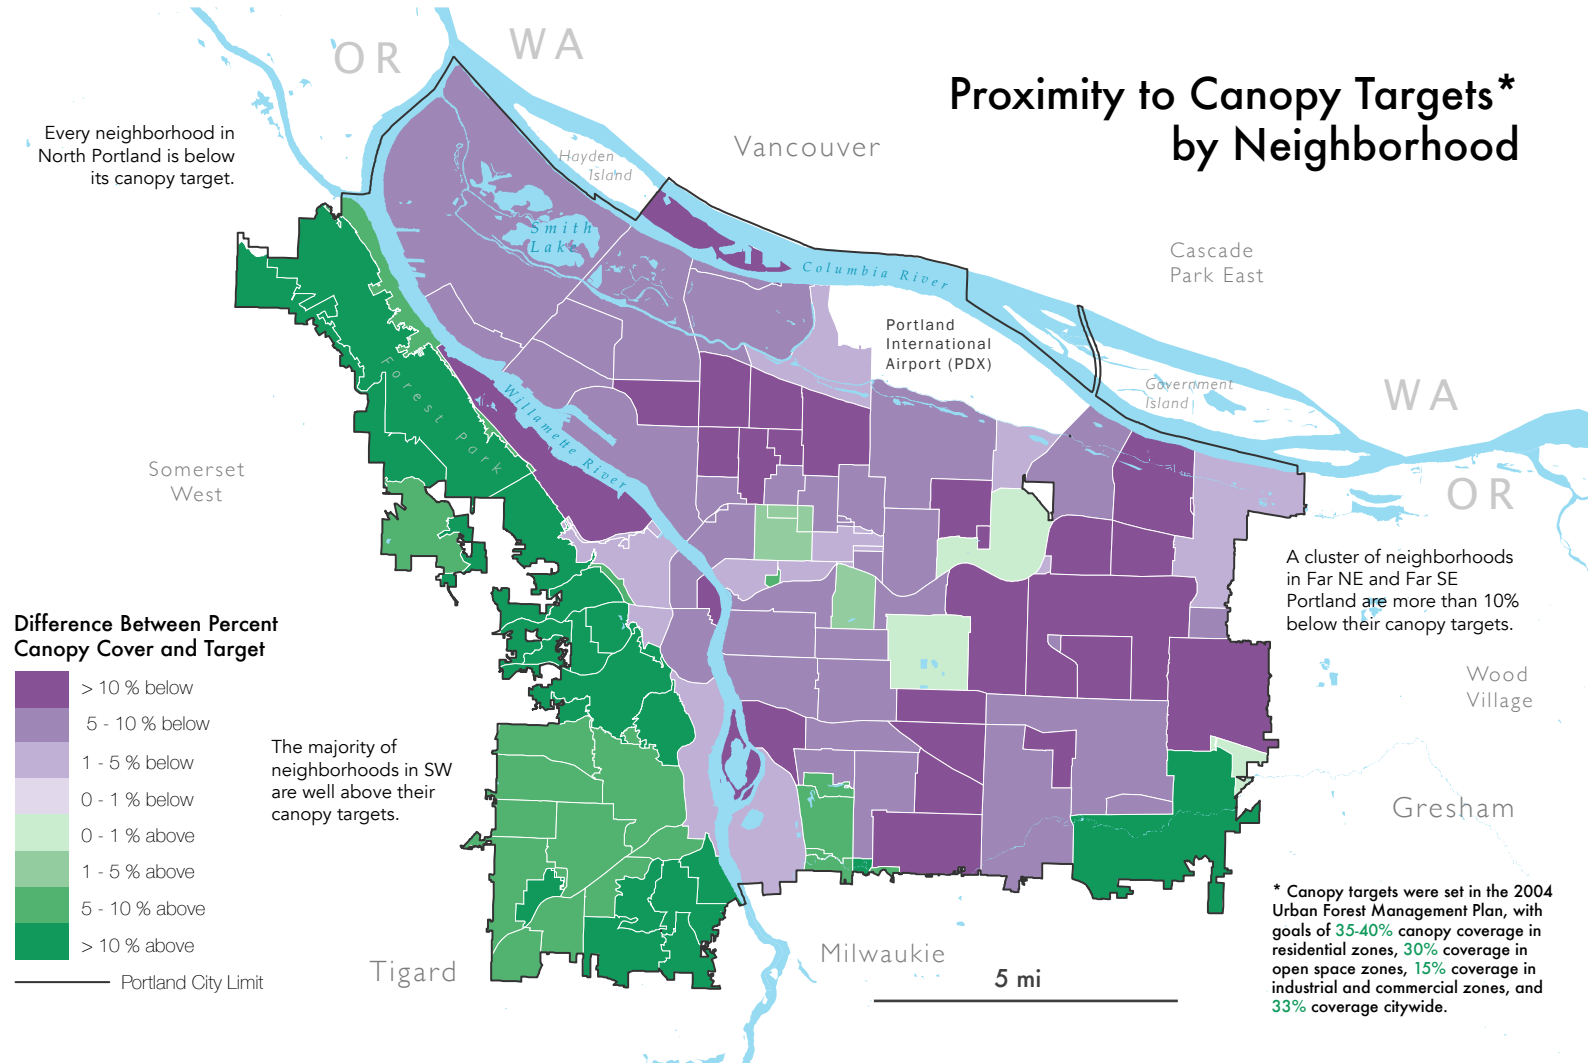 OR
WA
Proximity to Canopy Targets*
by Neighborhood
Every neighborhood in
North Portland is below
its canopy target.
Hayden
Island
Vancouver
Smith
Lake
Columbia River
Cascade
Park East
Portland
International
Airport (PDX)
Government
Island
WA
Forest Park
Willamette River
Somerset
West
OR
A cluster of neighborhoods
in Far NE and Far SE
Portland are more than 10%
below their canopy targets.
Difference Between Percent
Canopy Cover and Target
> 10 % below
5 - 10 % below
1 - 5 % below
0 - 1 % below
0 - 1 % above
1 - 5 % above
5 - 10 % above
> 10 % above
Portland City Limit
The majority of
neighborhoods in SW
are well above their
canopy targets.
Wood
Village
Gresham
Tigard
Milwaukie
5 mi
* Canopy targets were set in the 2004
Urban Forest Management Plan, with
goals of 35-40% canopy coverage in
residential zones, 30% coverage in
open space zones, 15% coverage in
industrial and commercial zones, and
33% coverage citywide.